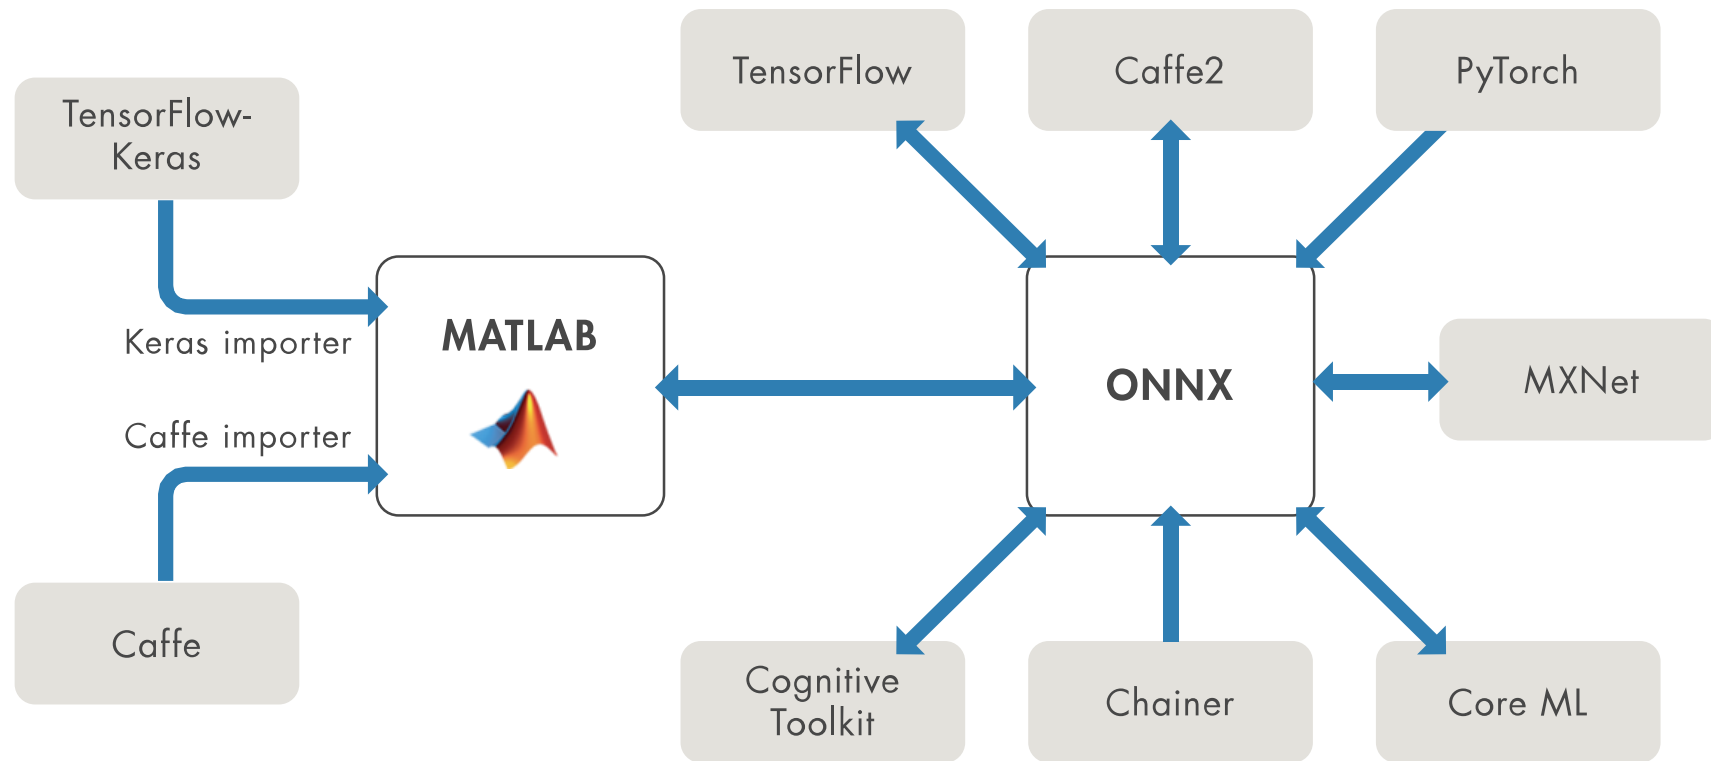 TensorFlow-
Keras
Keras importer
Caffe importer
Caffe
MATLAB
TensorFlow
Caffe2
PyTorch
ONNX
MXNet
Cognitive
Toolkit
Chainer
Core ML